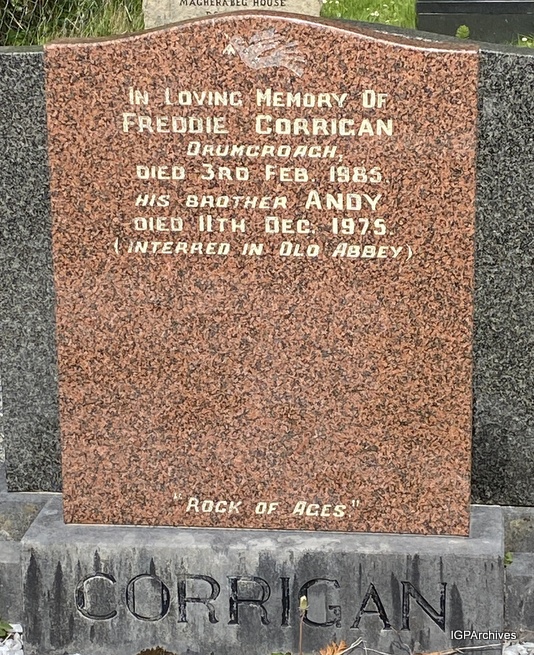 MAGHERABEG HOUSE
IN LOVING MEMORY OF
FREDDIE CORRIGAN
DRUMCROAGH,
DIED 3RD FEB. 1985.
HIS BROTHER ANDY
DIED 11TH DEC. 1975.
(INTERRED IN OLD ABBEY)
"ROCK OF AGES"
CORRIGAN
IGPArchives